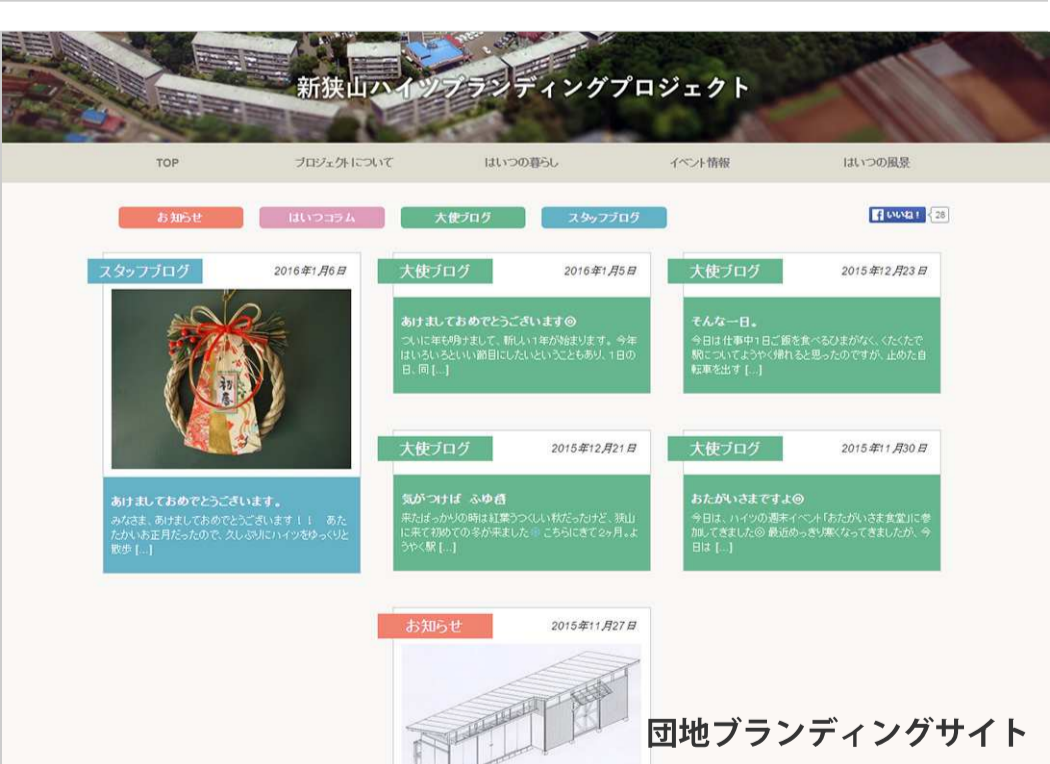 新狭山ハイツブランディングプロジェクト
TOP
プロジェクトについて
はいつの暮らし
イベント情報
はいつの風景
お知らせ
はいつコラム
大使ブログ
スタッフブログ
いいね！ 28
スタッフブログ
2016年1月6日
初春
あけましておめでとうございます。
みなさま、あけましておめでとうございます！！　あた
たかいお正月だったので、久しぶりにハイツをゆっくりと
散歩 [...]
大使ブログ
2016年1月5日
あけましておめでとうございます◎
ついに年も明けまして、新しい１年が始まります。今年
はいろいろといい節目にしたいということもあり、１日の
日、同 [...]
大使ブログ
2015年12月23日
そんな一日。
今日は仕事中１日ご飯を食べるひまがなく、くたくたで
駅についてようやく帰れると思ったのですが、止めた自
転車を出す [...]
大使ブログ
2015年12月21日
気がつけば ふゆ
来たばっかりの時は紅葉うつくしい秋だったけど、狭山
に来て初めての冬が来ました こちらにきて2ヶ月。よ
うやく駅 [...]
大使ブログ
2015年11月30日
おたがいさまですよ◎
今日は、ハイツの週末イベント「おたがいさま食堂」に参
加してきました◎ 最近めっきり寒くなってきましたが、今
日は [...]
お知らせ
2015年11月27日
団地ブランディングサイト